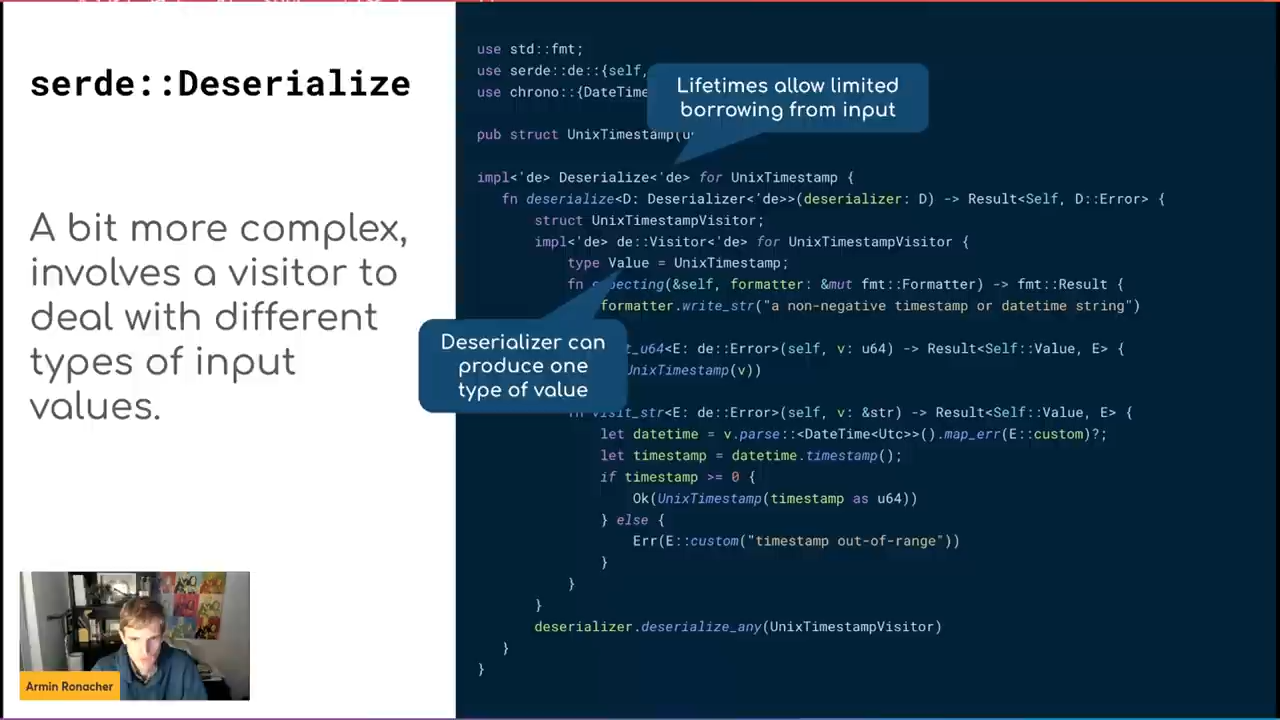 serde::Deserialize
A bit more complex,
involves a visitor to
deal with different
types of input
values.
Armin Ronacher
use std::fmt;
use serde::de::{self,
use chrono::{DateTime
Lifetimes allow limited
borrowing from input
pub struct UnixTimestamp(
impl<'de> Deserialize<'de> for UnixTimestamp {
fn deserialize<D: Deserializer<'de>>(deserializer: D) -> Result<Self, D::Error> {
struct UnixTimestampVisitor;
impl<'de> de::Visitor<'de> for UnixTimestampVisitor {
type Value = UnixTimestamp;
fn expecting(&self, formatter: &mut fmt::Formatter) -> fmt::Result {
formatter.write_str("a non-negative timestamp or datetime string")
Deserializer can
produce one
type of value
t_u64<E: de::Error>(self, v: u64) -> Result<Self::Value, E> {
UnixTimestamp(v))
fn visit_str<E: de::Error>(self, v: &str) -> Result<Self::Value, E> {
let datetime = v.parse::<DateTime<Utc>>().map_err(E::custom)?;
let timestamp = datetime.timestamp();
if timestamp >= 0 {
Ok(UnixTimestamp(timestamp as u64))
} else {
Err(E::custom("timestamp out-of-range"))
}
}
}
deserializer.deserialize_any(UnixTimestampVisitor)
}
}